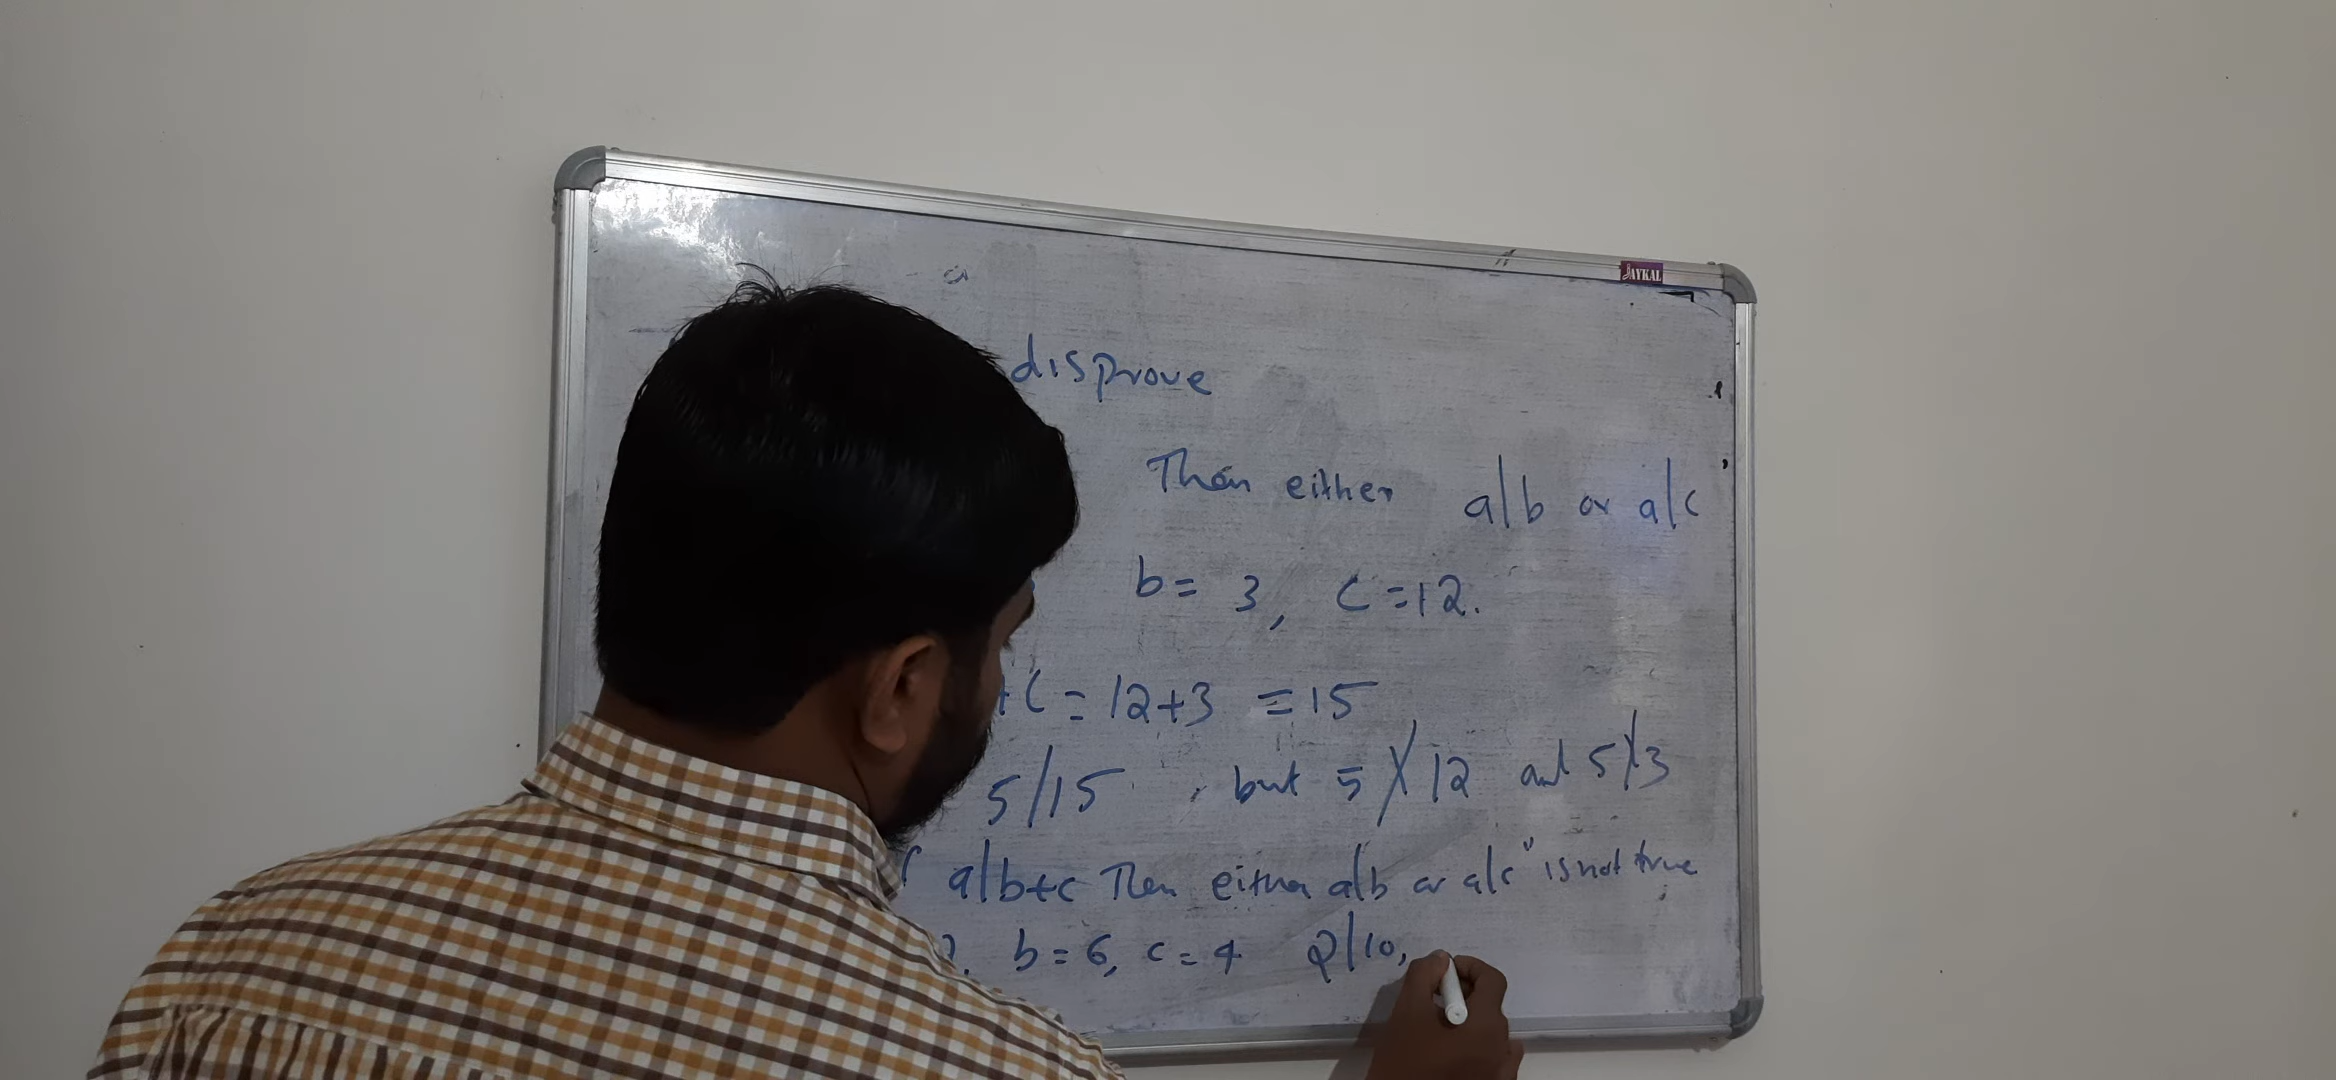 JAYKAL
a
disprove
Then either a|b or a|c
b = 3, c = 12.
+c = 12+3 = 15
5/15, but 5∤12 and 5∤3
a|b+c Then either a|b or a|c" is not true
b = 6, c = 4 2|10,